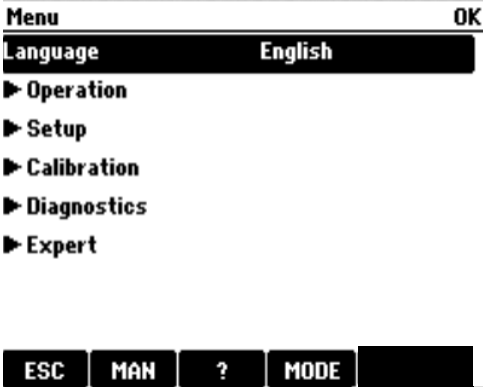 Menu OK
Language English
Operation
Setup
Calibration
Diagnostics
Expert
ESC MAN ? MODE